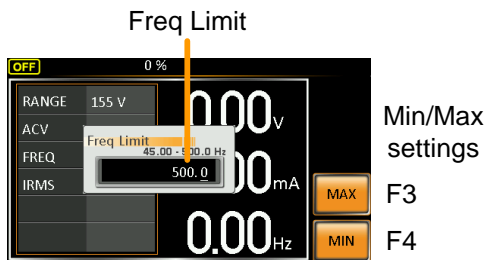 Freq Limit
OFF 0 %
RANGE 155 V
0.00V
ACV
Freq Limit
45.00 - 500.0 Hz
FREQ
500.0
IRMS
00mA
0.00Hz
Min/Max
settings
MAX F3
MIN F4